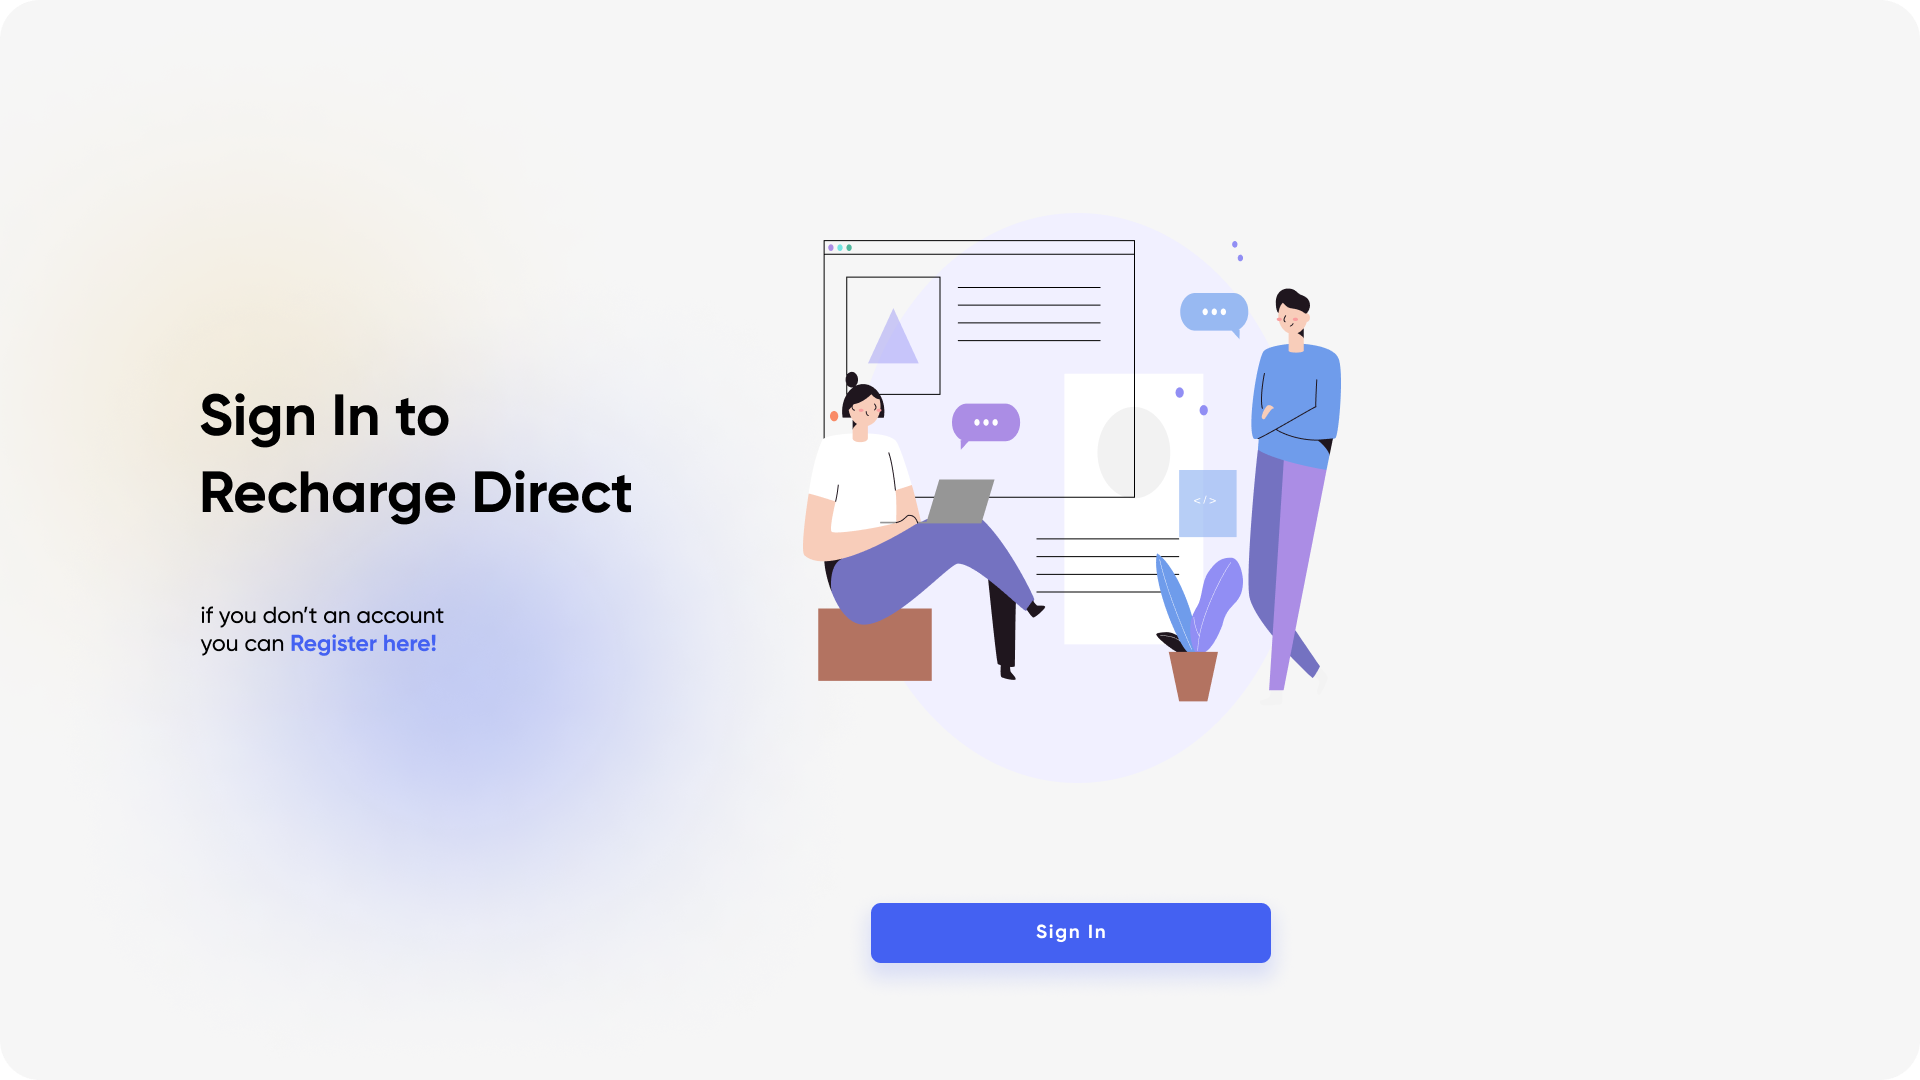 Sign In to
Recharge Direct
if you don’t an account
you can Register here!
</>
Sign In